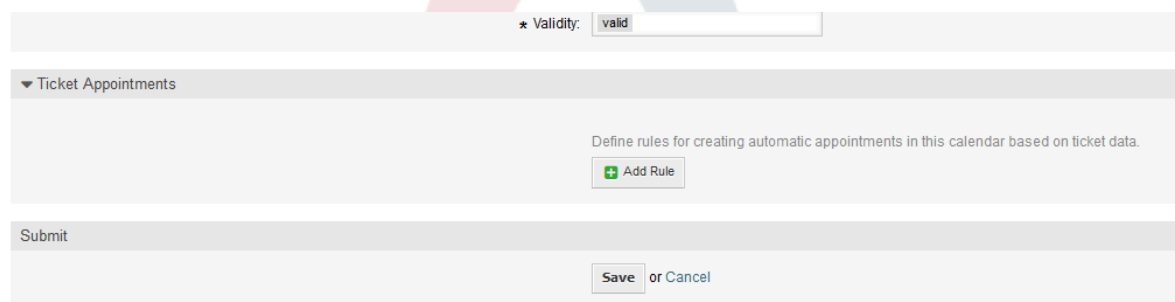 * Validity: valid
Ticket Appointments
Define rules for creating automatic appointments in this calendar based on ticket data.
Add Rule
Submit
Save or Cancel